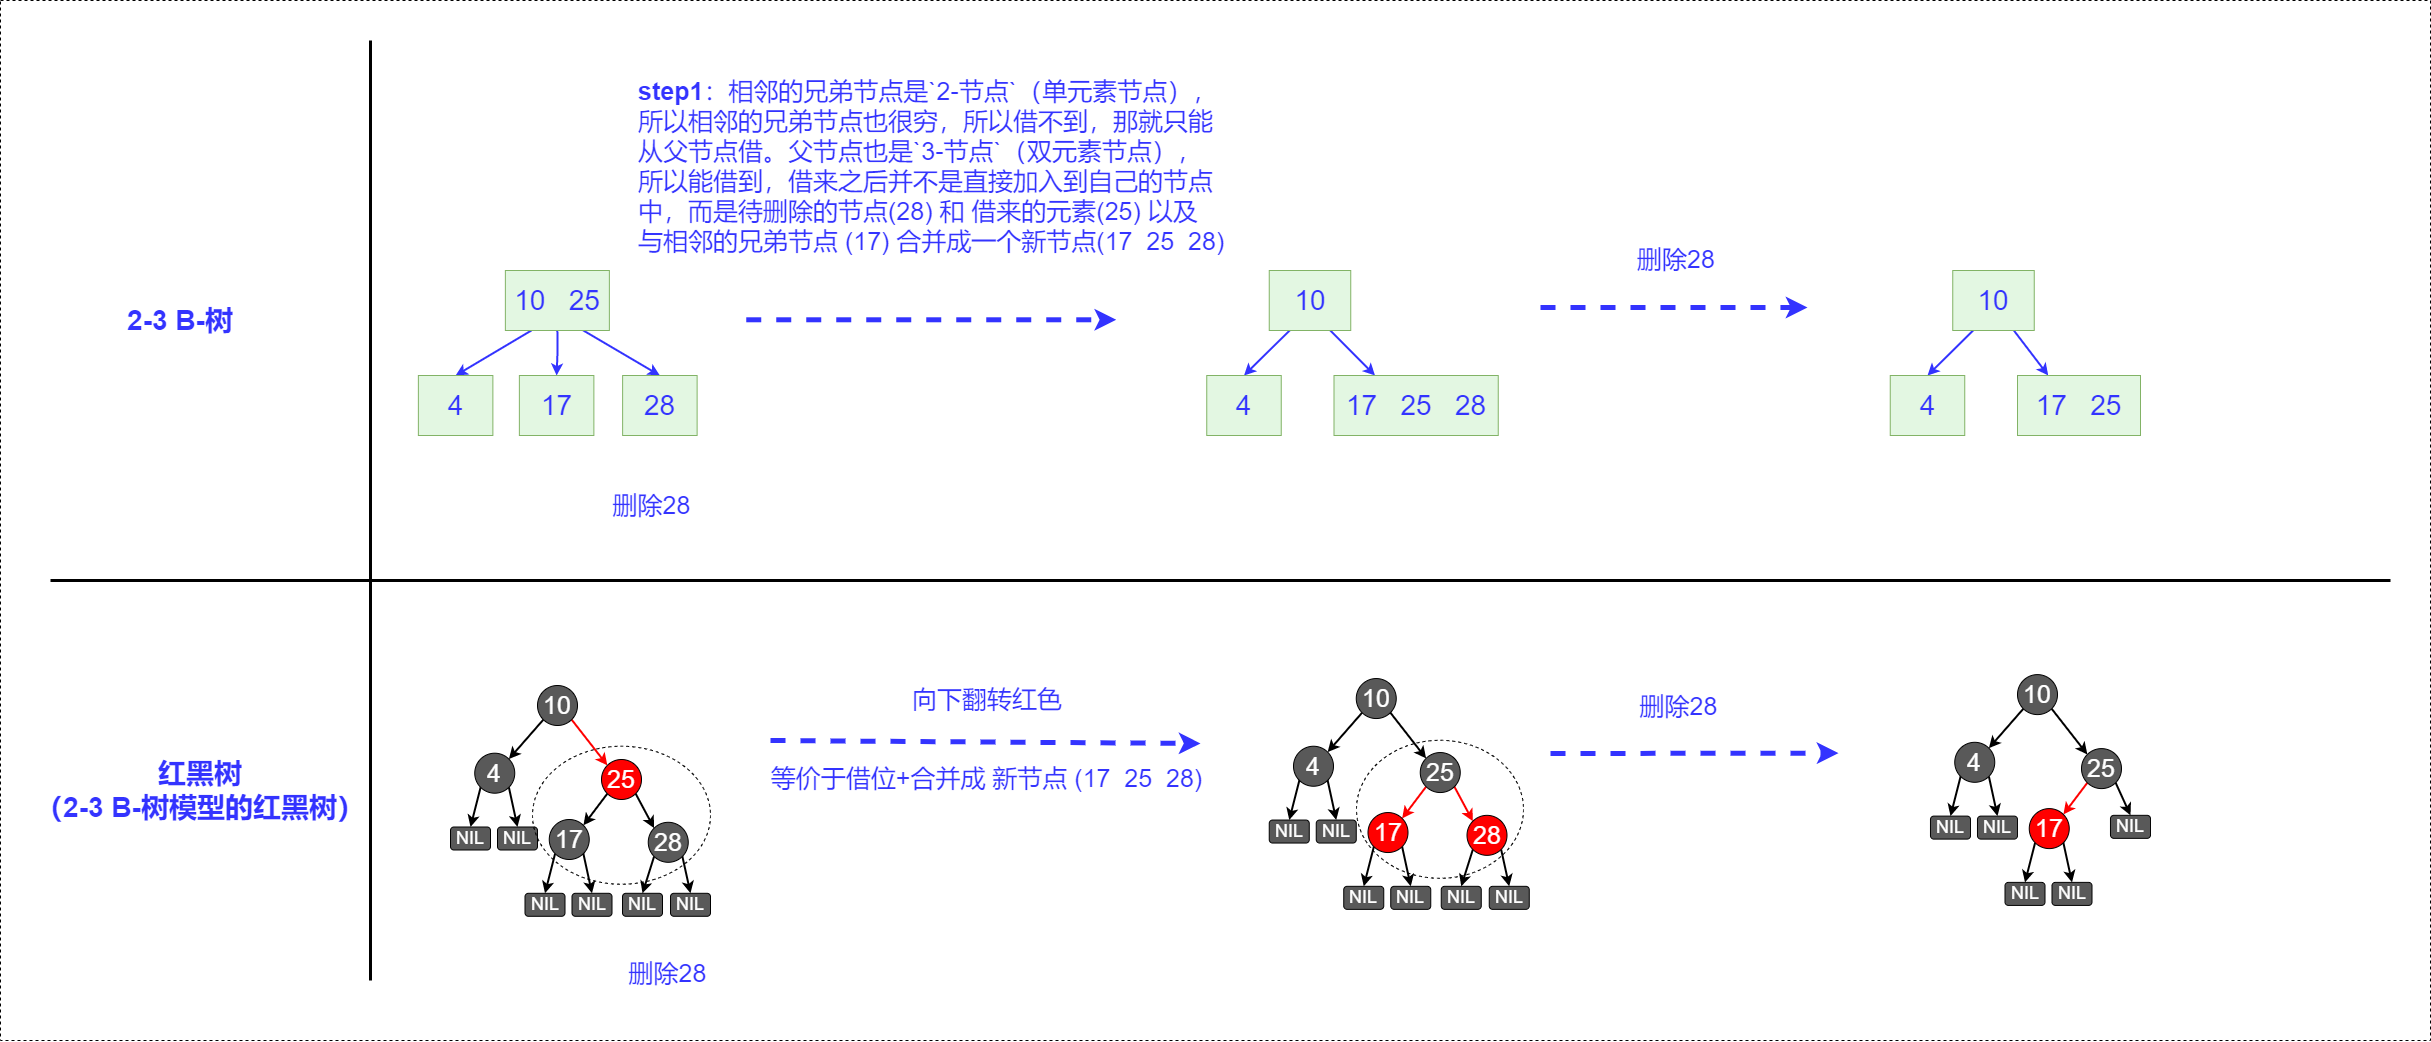 step1：相邻的兄弟节点是`2-节点`（单元素节点），
所以相邻的兄弟节点也很穷，所以借不到，那就只能
从父节点借。父节点也是`3-节点`（双元素节点），
所以能借到，借来之后并不是直接加入到自己的节点
中，而是待删除的节点(28) 和 借来的元素(25) 以及
与相邻的兄弟节点 (17) 合并成一个新节点(17 25 28)
删除28
2-3 B-树
10 25
10
10
4 17 28
4 17 25 28
4 17 25
删除28
红黑树
（2-3 B-树模型的红黑树）
向下翻转红色
等价于借位+合并成 新节点 (17 25 28)
删除28
10
4 25
NIL NIL 17 28
NIL NIL NIL NIL
10
4 25
NIL NIL 17 28
NIL NIL NIL NIL
10
4 25
NIL NIL 17 NIL
NIL NIL
删除28